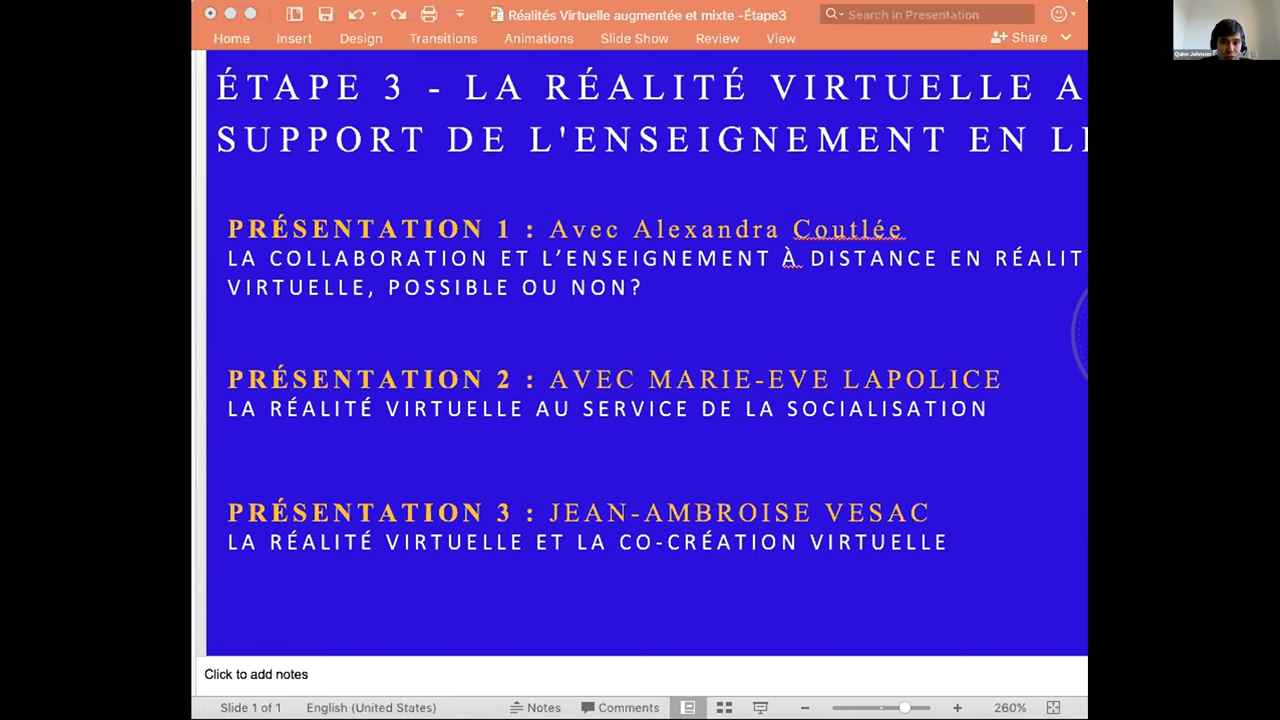 Réalités Virtuelle augmentée et mixte -Étape3
Search in Presentation
Home Insert Design Transitions Animations Slide Show Review View Share
Quinn Johnson
ÉTAPE 3 - LA RÉALITÉ VIRTUELLE A
SUPPORT DE L'ENSEIGNEMENT EN LI
PRÉSENTATION 1 : Avec Alexandra Coutlée
LA COLLABORATION ET L’ENSEIGNEMENT À DISTANCE EN RÉALIT
VIRTUELLE, POSSIBLE OU NON?
PRÉSENTATION 2 : AVEC MARIE-EVE LAPOLICE
LA RÉALITÉ VIRTUELLE AU SERVICE DE LA SOCIALISATION
PRÉSENTATION 3 : JEAN-AMBROISE VESAC
LA RÉALITÉ VIRTUELLE ET LA CO-CRÉATION VIRTUELLE
Click to add notes
Slide 1 of 1 English (United States) Notes Comments 260%